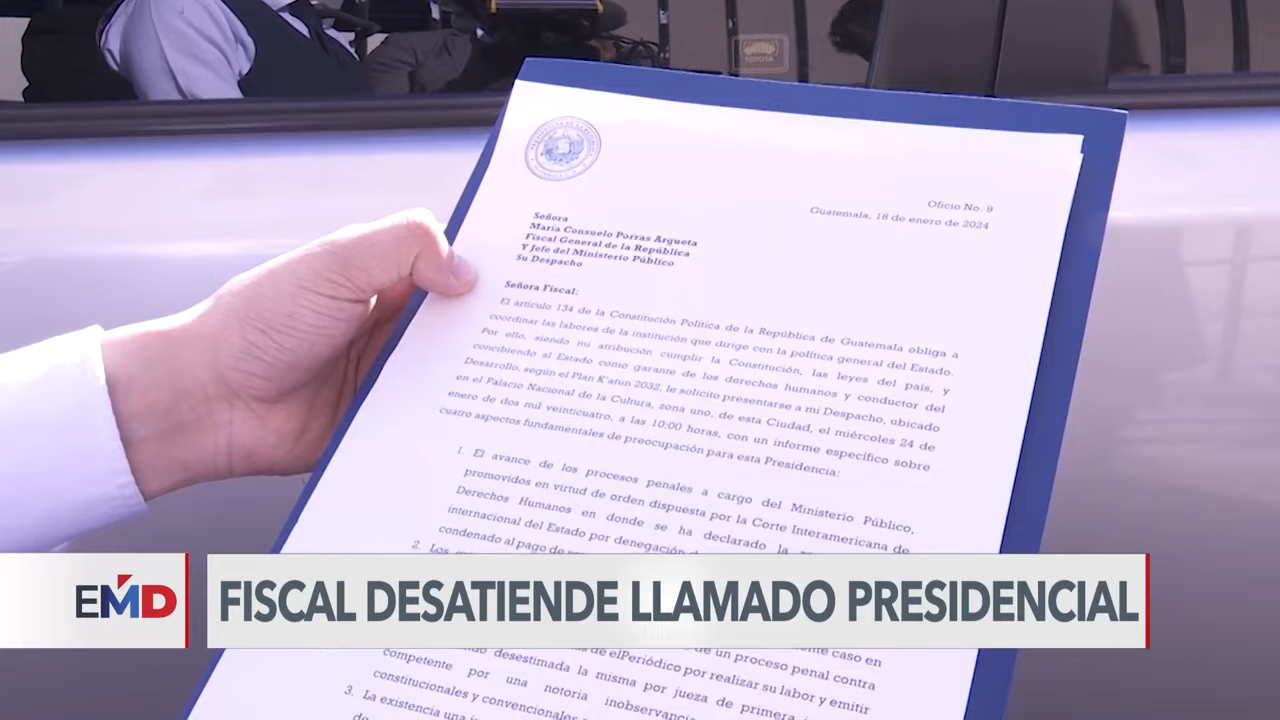 TOYOTA
Oficio No. 9
Guatemala, 18 de enero de 2024
Señora
María Consuelo Porras Argueta
Fiscal General de la República
Y Jefe del Ministerio Público
Su Despacho
Señora Fiscal:
El artículo 134 de la Constitución Política de la República de Guatemala obliga a
coordinar las labores de la institución que dirige con la política general del Estado.
Por ello, siendo mi atribución cumplir la Constitución, las leyes del país, y
concibiendo al Estado como garante de los derechos humanos y conductor del
Desarrollo, según el Plan K'atun 2032, le solicito presentarse a mi Despacho, ubicado
en el Palacio Nacional de la Cultura, zona uno, de esta Ciudad, el miércoles 24 de
enero de dos mil veinticuatro, a las 10:00 horas, con un informe específico sobre
cuatro aspectos fundamentales de preocupación para esta Presidencia:
1. El avance de los procesos penales a cargo del Ministerio Público,
promovidos en virtud de orden dispuesta por la Corte Interamericana de
Derechos Humanos en donde se ha declarado la
internacional del Estado por denegación
condenado al pago de
2. Los
EMD
FISCAL DESATIENDE LLAMADO PRESIDENCIAL
caso en
de un proceso penal contra
de elPeriódico por realizar su labor y emitir
desestimada la misma por jueza de primera
competente por una notoria inobservancia
constitucionales y convencionales
3. La existencia una